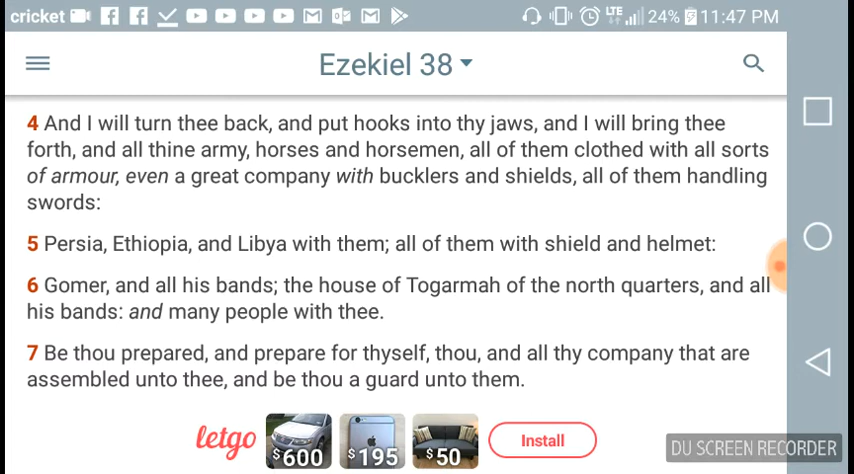 cricket LTE 24% 11:47 PM
Ezekiel 38
4 And I will turn thee back, and put hooks into thy jaws, and I will bring thee
forth, and all thine army, horses and horsemen, all of them clothed with all sorts
of armour, even a great company with bucklers and shields, all of them handling
swords:
5 Persia, Ethiopia, and Libya with them; all of them with shield and helmet:
6 Gomer, and all his bands; the house of Togarmah of the north quarters, and all
his bands: and many people with thee.
7 Be thou prepared, and prepare for thyself, thou, and all thy company that are
assembled unto thee, and be thou a guard unto them.
letgo $600 $195 $50 Install
DU SCREEN RECORDER